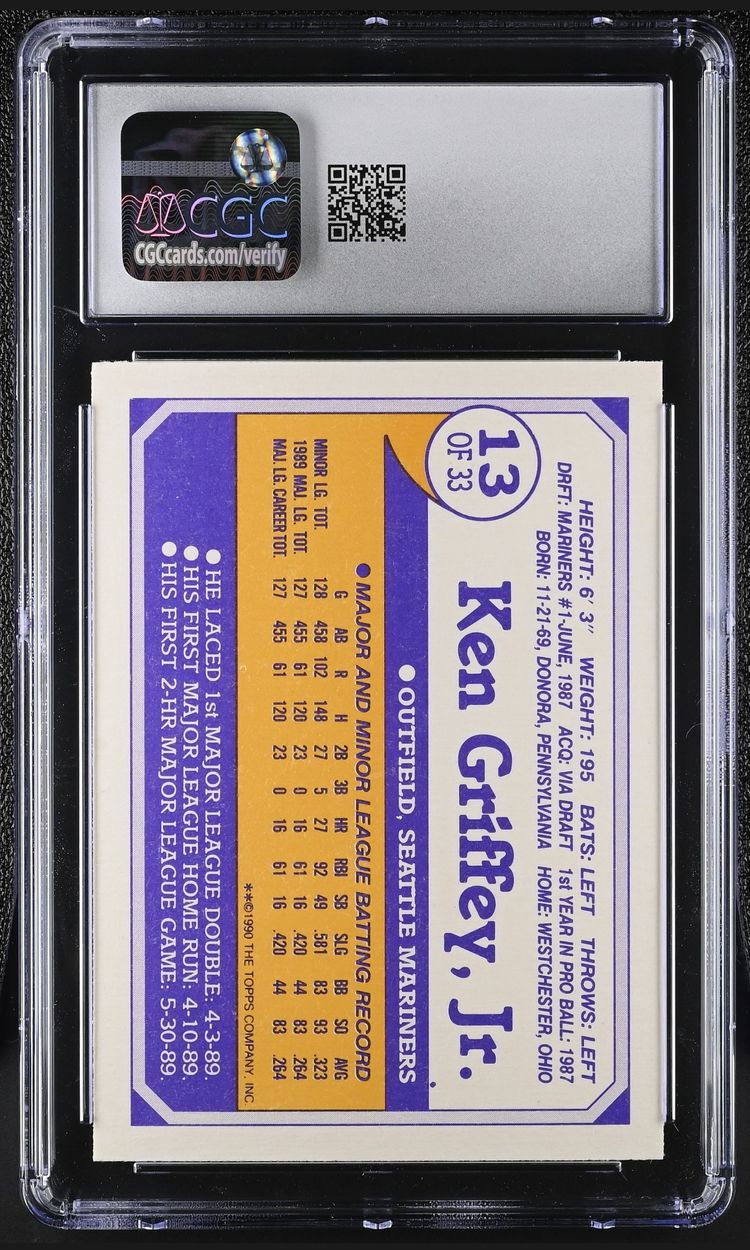 CGC
CGCcards.com/verify
13
OF 33
HEIGHT: 6' 3" WEIGHT: 195 BATS: LEFT THROWS: LEFT
DRFT: MARINERS #1-JUNE, 1987 ACQ: VIA DRAFT 1st YEAR IN PRO BALL: 1987
BORN: 11-21-69, DONORA, PENNSYLVANIA HOME: WESTCHESTER, OHIO
Ken Griffey, Jr.
●OUTFIELD, SEATTLE MARINERS
●MAJOR AND MINOR LEAGUE BATTING RECORD
G AB R H 2B 3B HR RBI SB SLG BB SO AVG
MINOR LG. TOT. 128 458 102 148 27 5 27 92 49 .581 83 93 .323
1989 MAJ. LG. TOT. 127 455 61 120 23 0 16 61 16 .420 44 83 .264
MAJ. LG. CAREER TOT. 127 455 61 120 23 0 16 61 16 .420 44 83 .264
**©1990 THE TOPPS COMPANY, INC.
●HE LACED 1st MAJOR LEAGUE DOUBLE: 4-3-89.
●HIS FIRST MAJOR LEAGUE HOME RUN: 4-10-89.
●HIS FIRST 2-HR MAJOR LEAGUE GAME: 5-30-89.